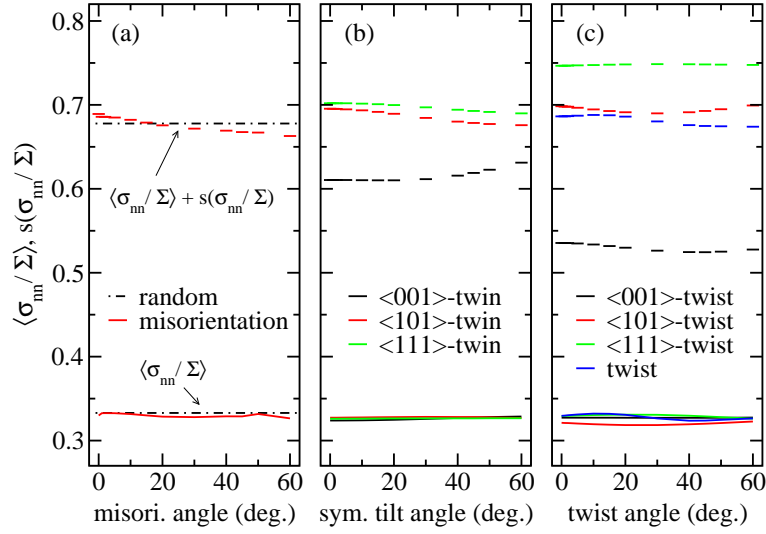 ⟨σnn/Σ⟩, s(σnn/Σ)
0.8
0.7
0.6
0.5
0.4
0.3
(a)
⟨σnn/Σ⟩ + s(σnn/Σ)
random
misorientation
⟨σnn/Σ⟩
0 20 40 60
misori. angle (deg.)
(b)
<001>-twin
<101>-twin
<111>-twin
0 20 40 60
sym. tilt angle (deg.)
(c)
<001>-twist
<101>-twist
<111>-twist
twist
0 20 40 60
twist angle (deg.)